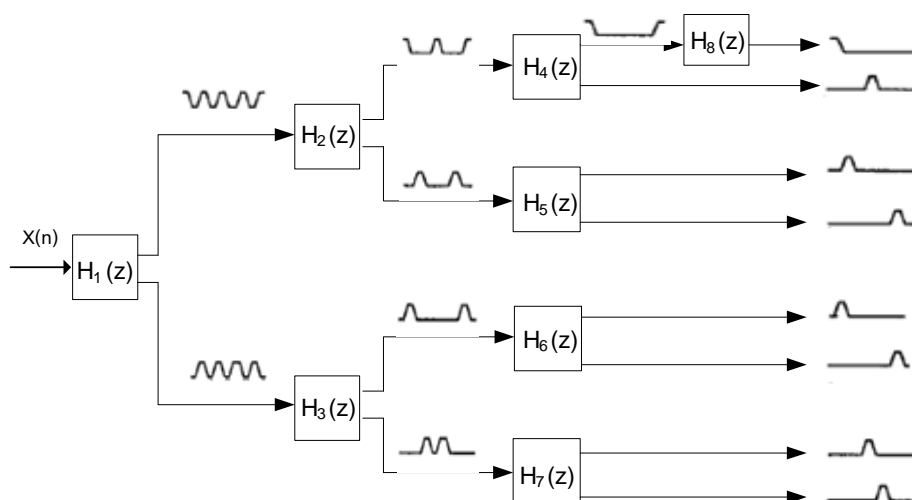 H₈(z)
H₄(z)
H₂(z)
H₅(z)
X(n)
H₁(z)
H₆(z)
H₃(z)
H₇(z)